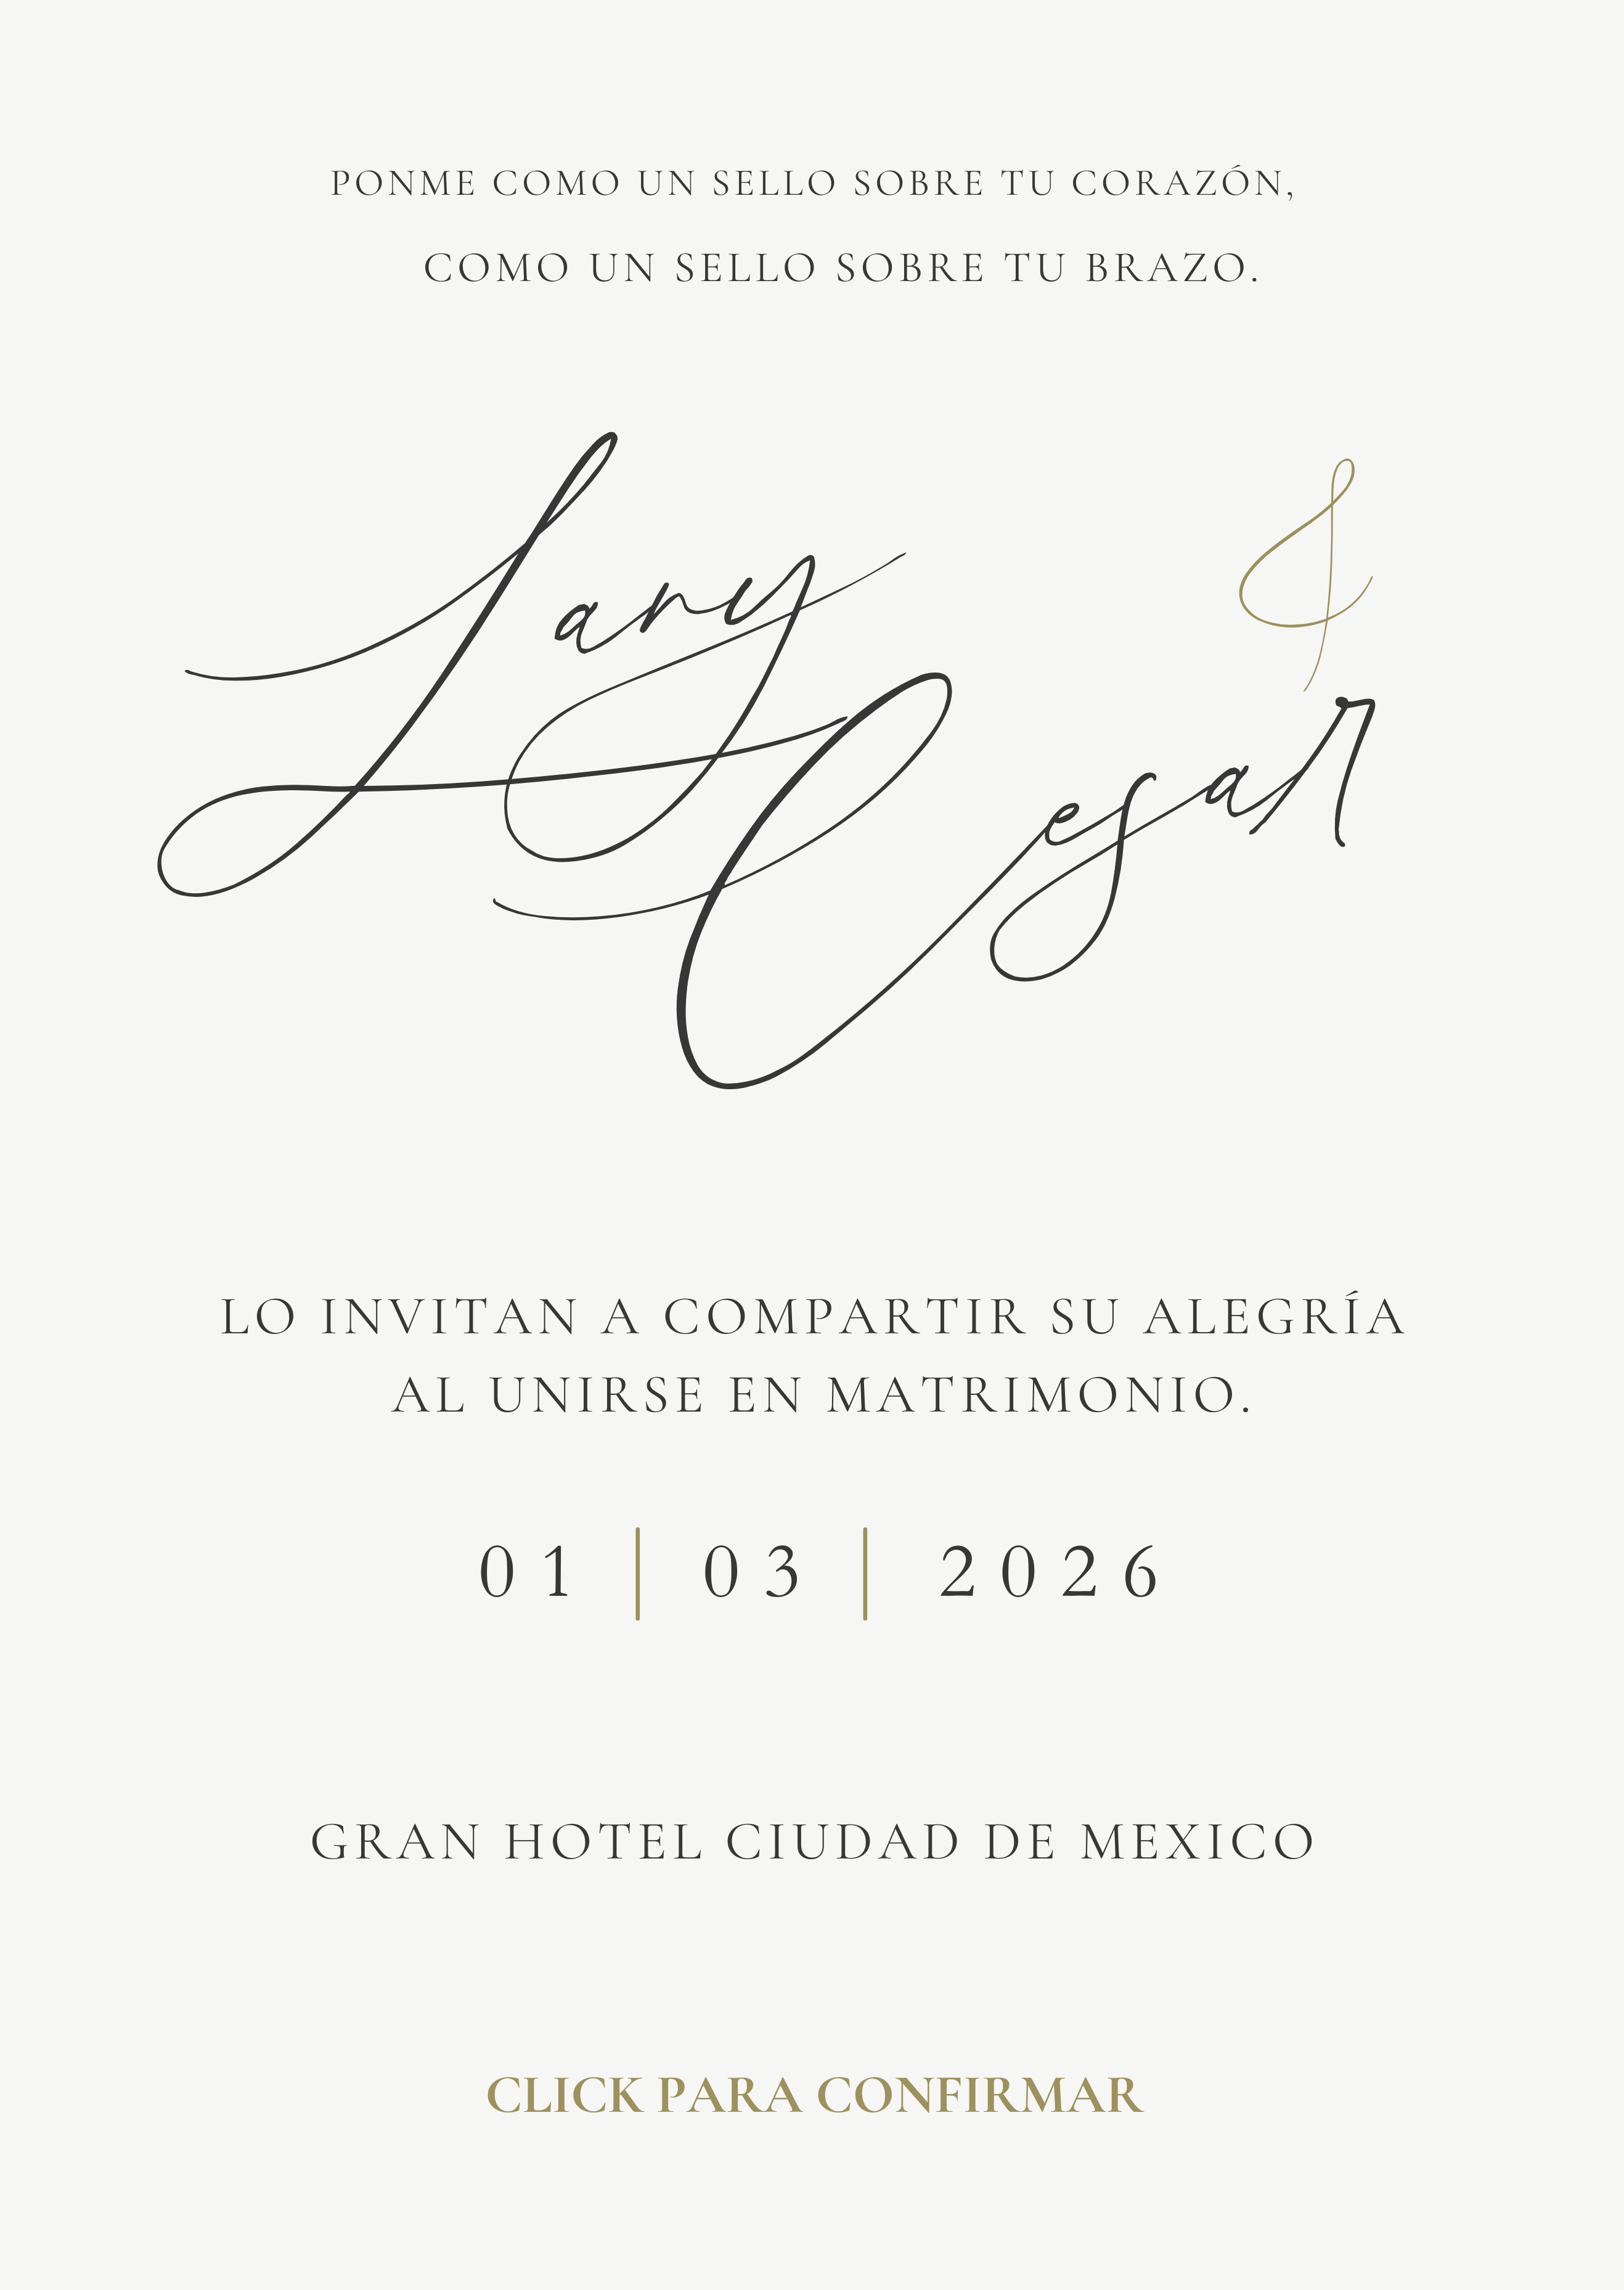 PONME COMO UN SELLO SOBRE TU CORAZÓN,
COMO UN SELLO SOBRE TU BRAZO.
Lary &
Cesar
LO INVITAN A COMPARTIR SU ALEGRÍA
AL UNIRSE EN MATRIMONIO.
01 | 03 | 2026
GRAN HOTEL CIUDAD DE MEXICO
CLICK PARA CONFIRMAR